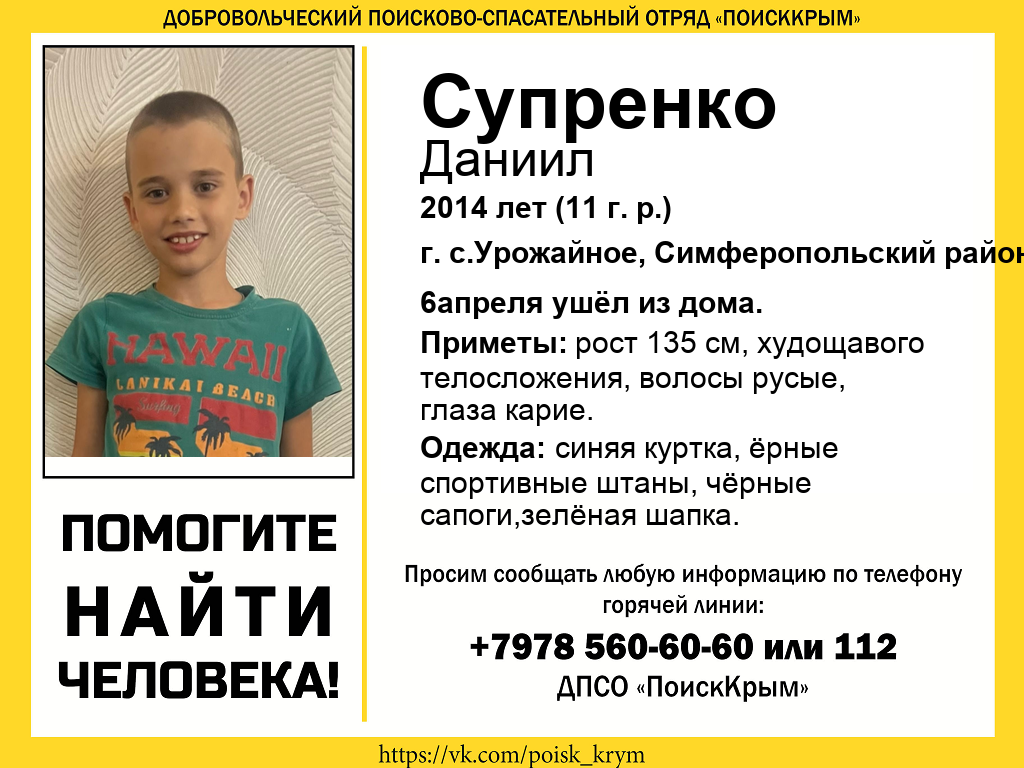 ДОБРОВОЛЬЧЕСКИЙ ПОИСКОВО-СПАСАТЕЛЬНЫЙ ОТРЯД «ПОИСККРЫМ»
Супренко
Даниил
2014 лет (11 г. р.)
г. с.Урожайное, Симферопольский район
6апреля ушёл из дома.
Приметы: рост 135 см, худощавого
телосложения, волосы русые,
глаза карие.
Одежда: синяя куртка, ёрные
спортивные штаны, чёрные
сапоги,зелёная шапка.
HAWAII
LANIKAI BEACH
Surfing
ПОМОГИТЕ
НАЙТИ
ЧЕЛОВЕКА!
Просим сообщать любую информацию по телефону
горячей линии:
+7978 560-60-60 или 112
ДПСО «ПоискКрым»
https://vk.com/poisk_krym